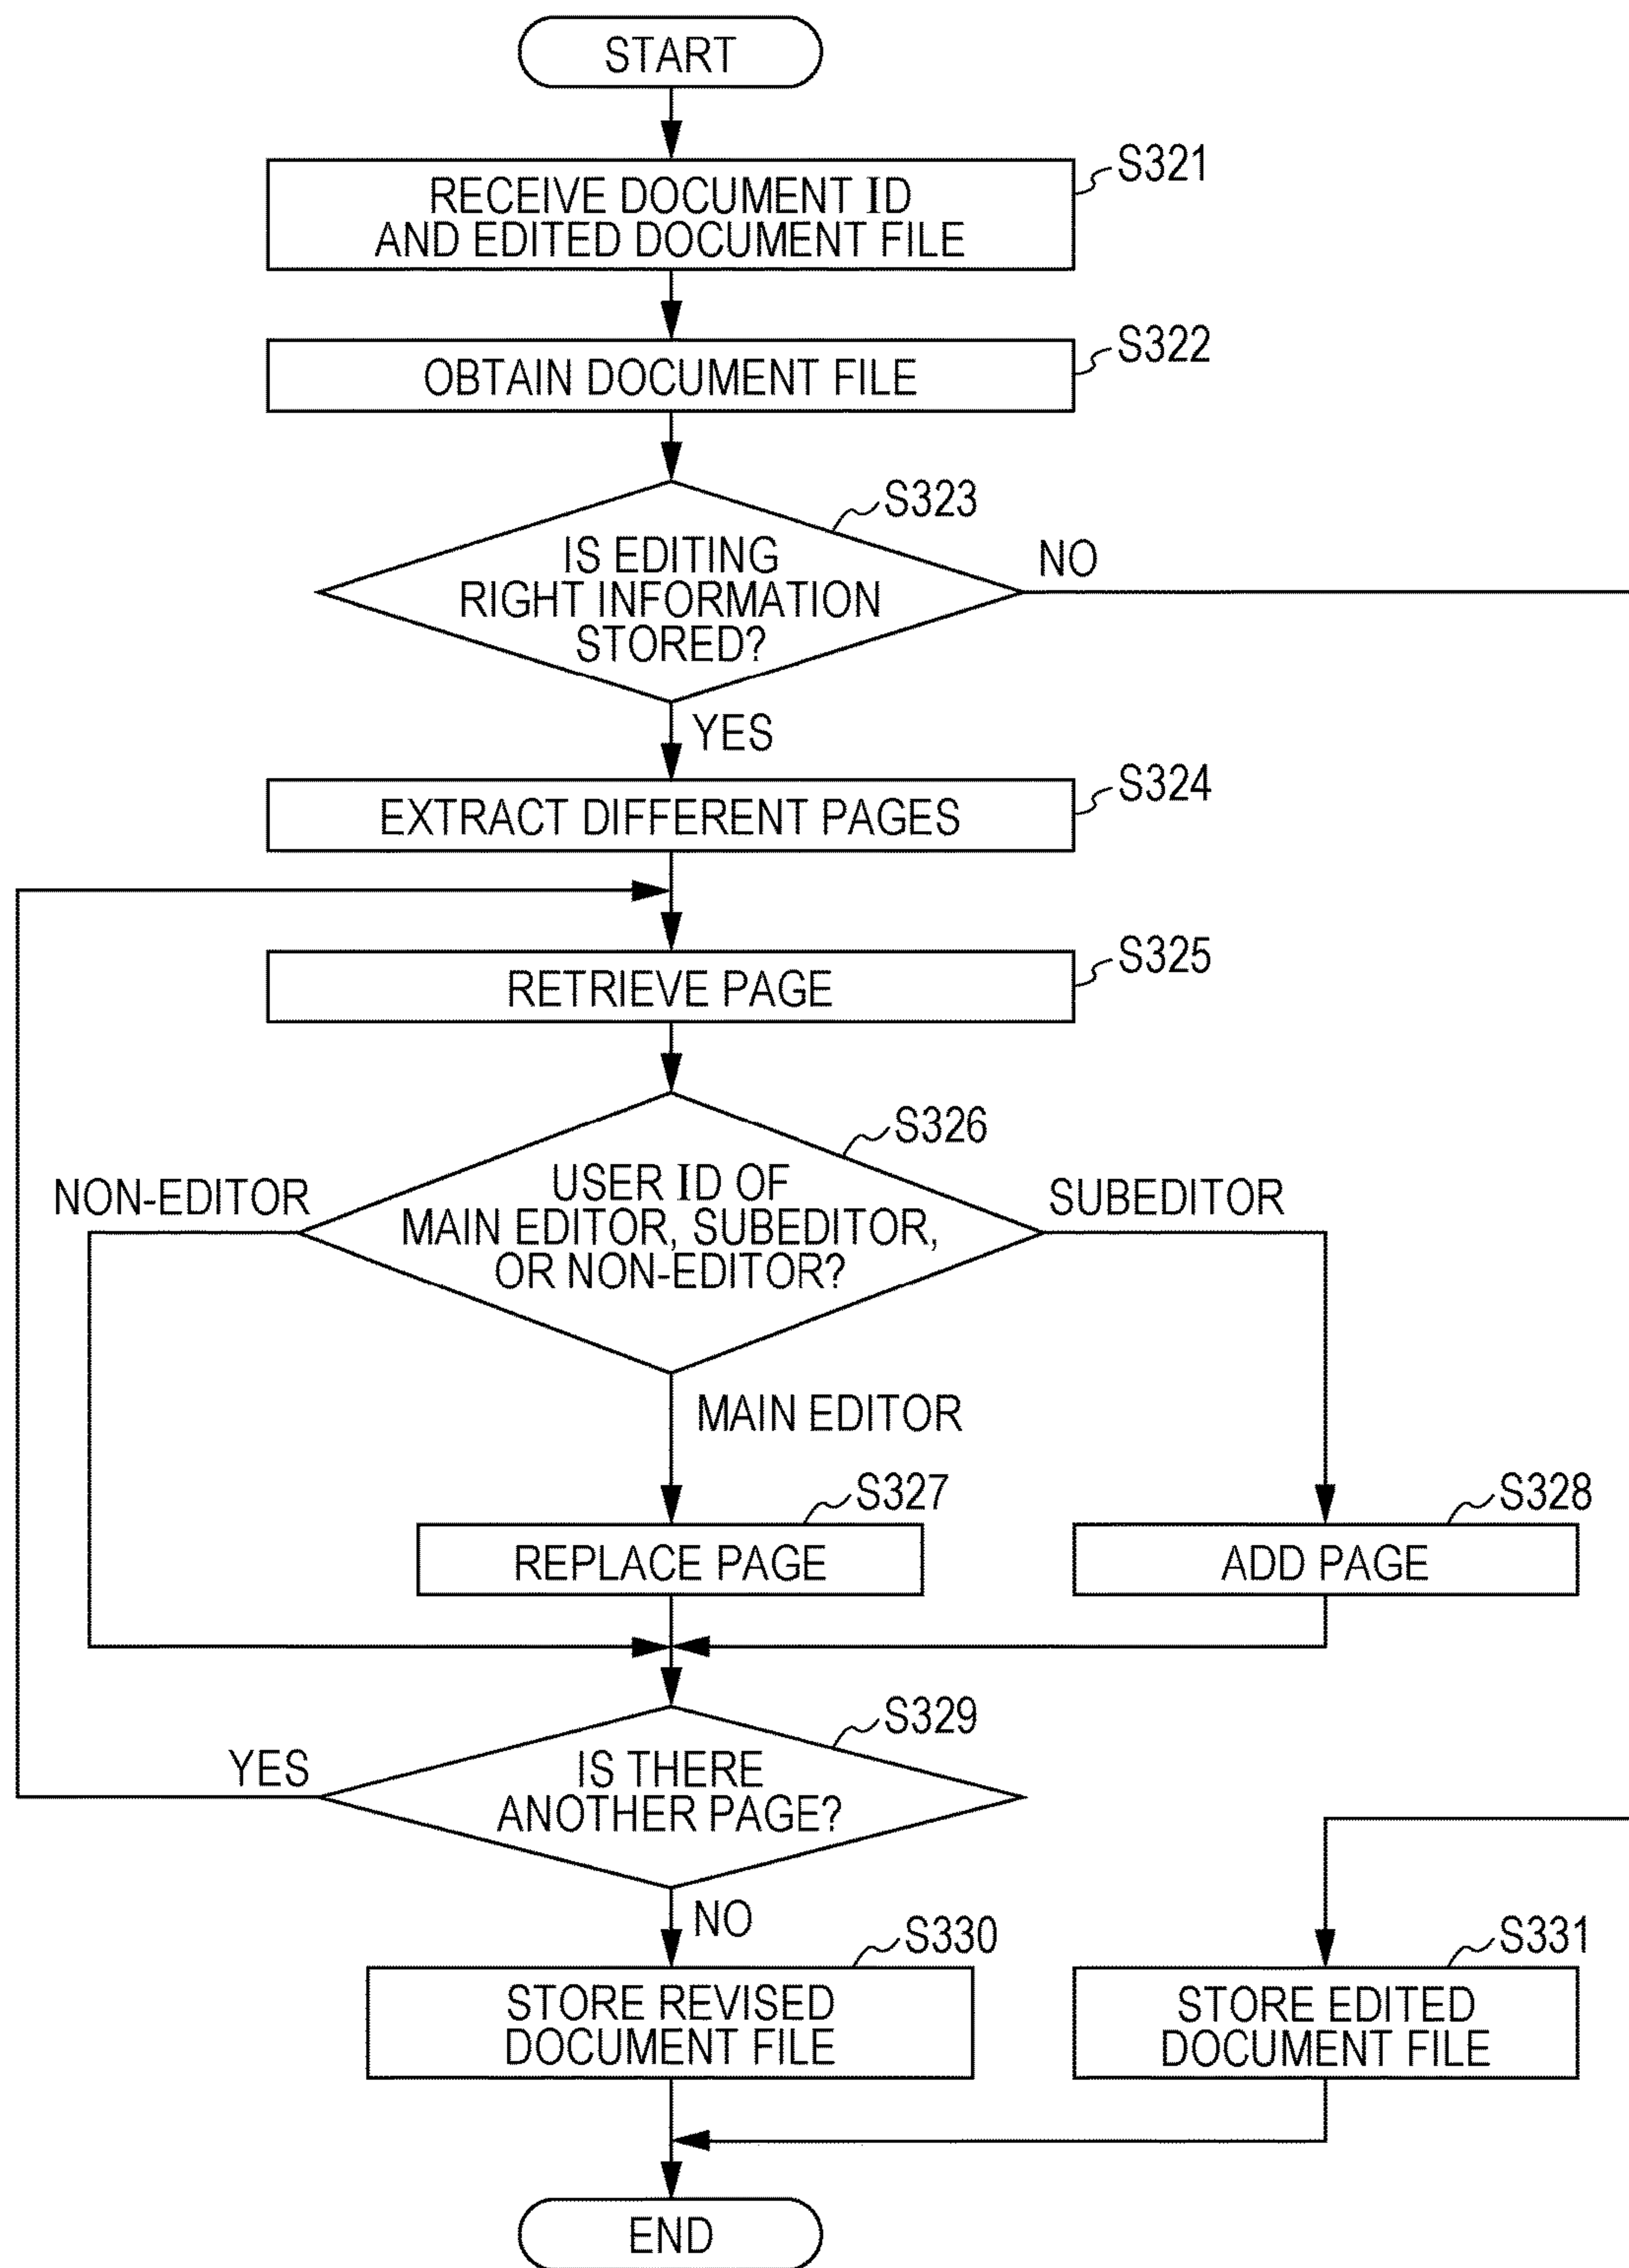 START
S321
RECEIVE DOCUMENT ID
AND EDITED DOCUMENT FILE
S322
OBTAIN DOCUMENT FILE
S323
IS EDITING
RIGHT INFORMATION
STORED?
NO
YES
S324
EXTRACT DIFFERENT PAGES
S325
RETRIEVE PAGE
S326
NON-EDITOR
USER ID OF
MAIN EDITOR, SUBEDITOR,
OR NON-EDITOR?
SUBEDITOR
MAIN EDITOR
S327
REPLACE PAGE
S328
ADD PAGE
S329
YES
IS THERE
ANOTHER PAGE?
NO
S330
STORE REVISED
DOCUMENT FILE
S331
STORE EDITED
DOCUMENT FILE
END